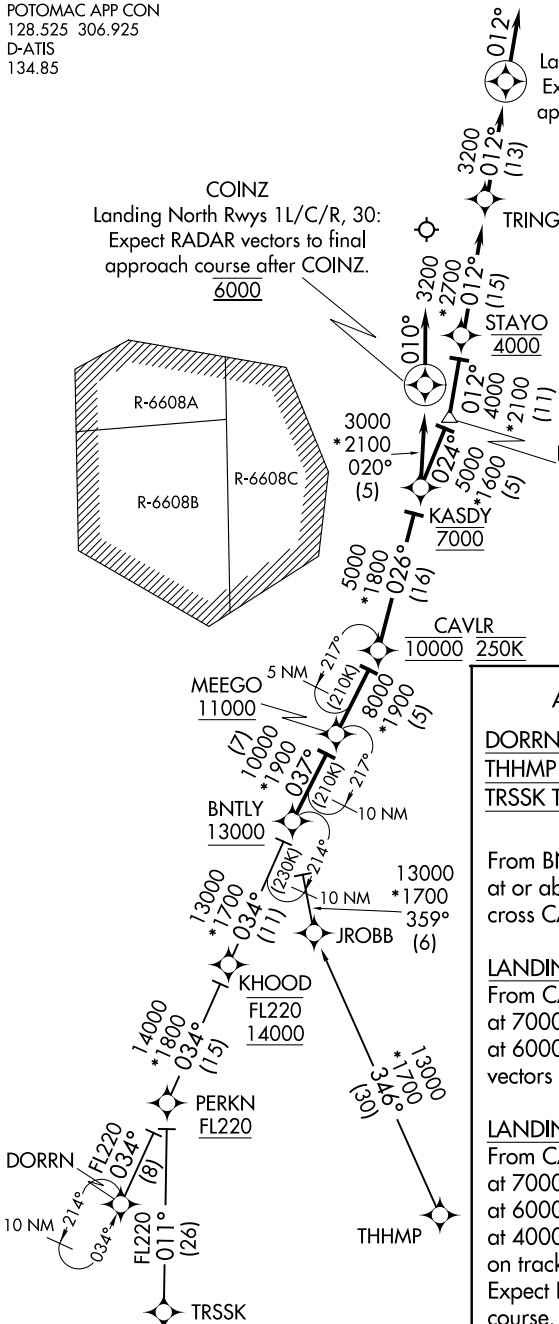 POTOMAC APP CON
128.525 306.925
D-ATIS
134.85
012°
La
Ex
ap
3200
012°
(13)
TRING
COINZ
Landing North Rwys 1L/C/R, 30:
Expect RADAR vectors to final
approach course after COINZ.
6000
3200
010°
*2700
012°
(15)
STAYO
4000
012°
4000
*2100
(11)
R-6608A
R-6608B
R-6608C
3000
*2100
020°
(5)
024°
5000
*1600
(5)
KASDY
7000
5000
*1800
026°
(16)
CAVLR
10000 250K
217°
5 NM
(210K)
8000
*1900
(5)
MEEGO
11000
(7)
10000
*1900
037°
217°
(210K)
10 NM
BNTLY
13000
214°
(230K)
10 NM
13000
*1700
034°
(11)
13000
*1700
359°
(6)
JROBB
KHOOD
FL220
14000
14000
*1800
034°
(15)
13000
*1700
346°
(30)
PERKN
FL220
DORRN
FL220
034°
(8)
214°
034°
10 NM
FL220
011°
(26)
THHMP
TRSSK
A
DORRN
THHMP
TRSSK T
From BN
at or ab
cross CA
LANDIN
From CA
at 7000
at 6000
vectors
LANDIN
From CA
at 7000
at 6000
at 4000
on track
Expect
course.